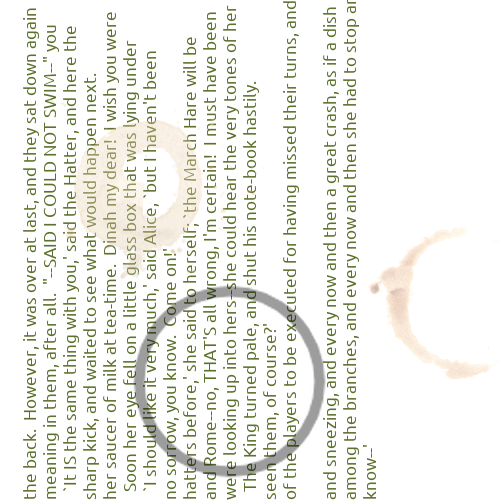 the back.  However, it was over at last, and they sat down again
meaning in them, after all.  "--SAID I COULD NOT SWIM--" you
`It IS the same thing with you,' said the Hatter, and here the
sharp kick, and waited to see what would happen next.
her saucer of milk at tea-time.  Dinah my dear!  I wish you were
Soon her eye fell on a little glass box that was lying under
`I should like it very much,' said Alice, `but I haven't been
no sorrow, you know.  Come on!'
hatters before,' she said to herself; `the March Hare will be
and Rome--no, THAT'S all wrong, I'm certain!  I must have been
were looking up into hers--she could hear the very tones of her
The King turned pale, and shut his note-book hastily.
seen them, of course?'
of the players to be executed for having missed their turns, and
and sneezing, and every now and then a great crash, as if a dish
among the branches, and every now and then she had to stop
now--'